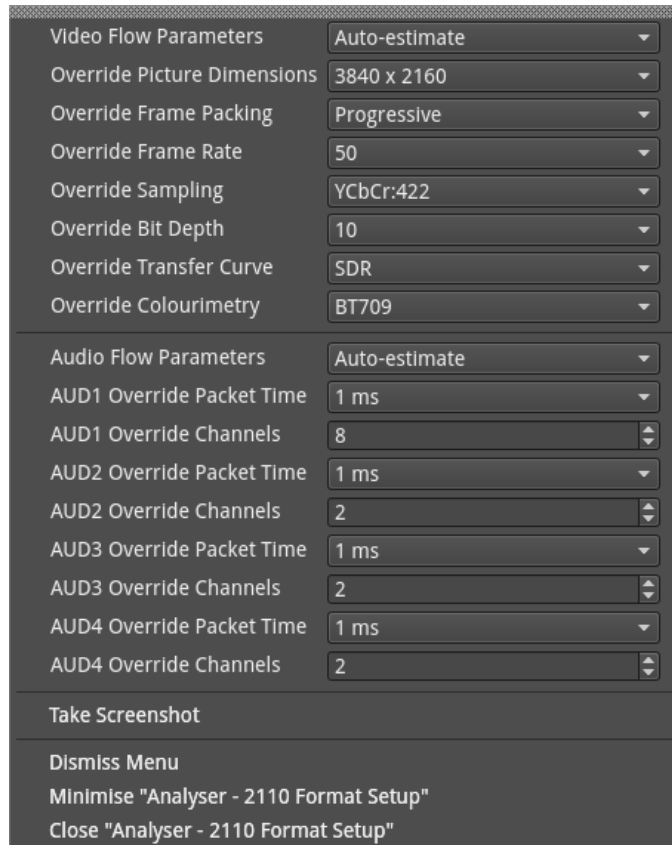 Video Flow Parameters Auto-estimate
Override Picture Dimensions 3840 x 2160
Override Frame Packing Progressive
Override Frame Rate 50
Override Sampling YCbCr:422
Override Bit Depth 10
Override Transfer Curve SDR
Override Colourimetry BT709
Audio Flow Parameters Auto-estimate
AUD1 Override Packet Time 1 ms
AUD1 Override Channels 8
AUD2 Override Packet Time 1 ms
AUD2 Override Channels 2
AUD3 Override Packet Time 1 ms
AUD3 Override Channels 2
AUD4 Override Packet Time 1 ms
AUD4 Override Channels 2
Take Screenshot
Dismiss Menu
Minimise "Analyser - 2110 Format Setup"
Close "Analyser - 2110 Format Setup"